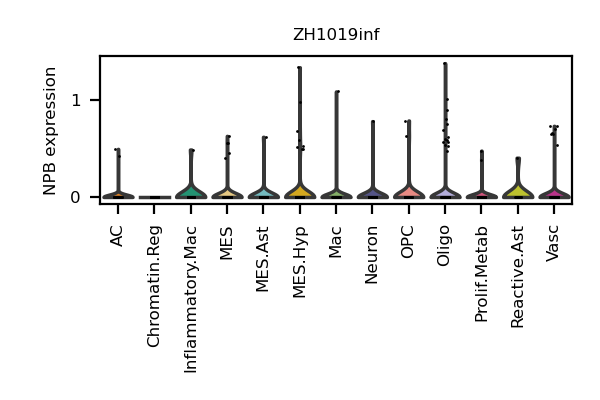 ZH1019inf
NPB expression
1
0
AC
Chromatin.Reg
Inflammatory.Mac
MES
MES.Ast
MES.Hyp
Mac
Neuron
OPC
Oligo
Prolif.Metab
Reactive.Ast
Vasc